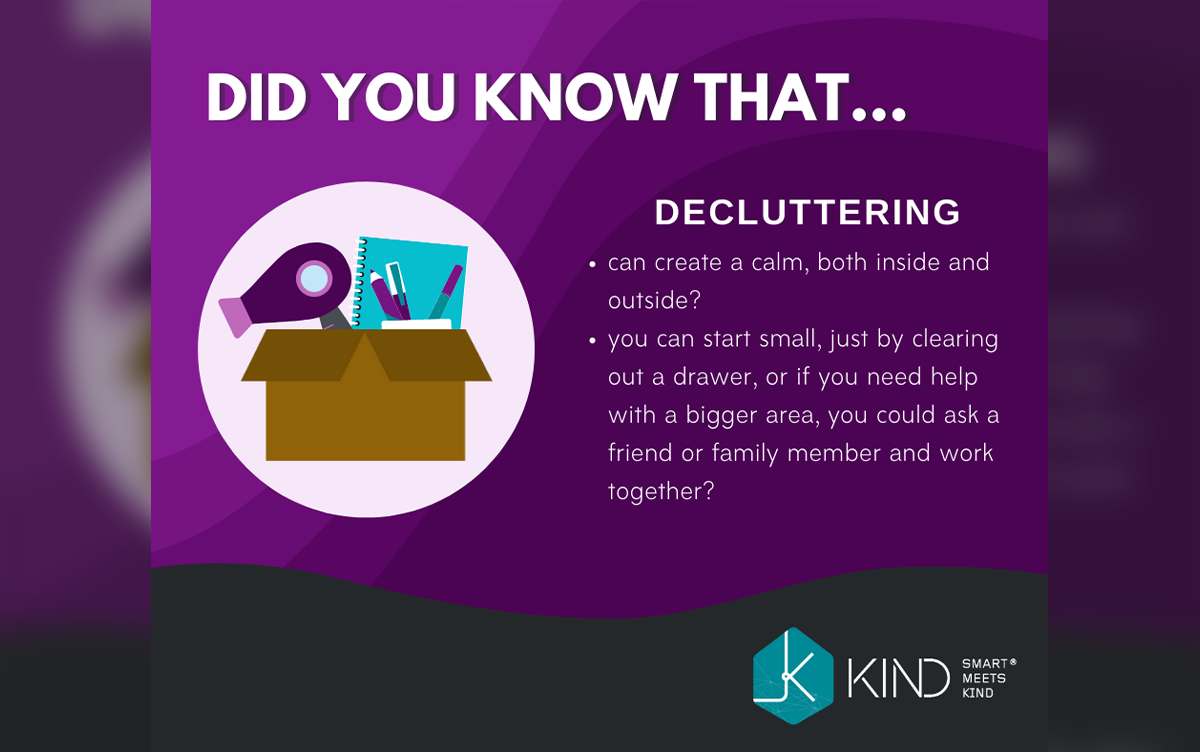 DID YOU KNOW THAT...
DECLUTTERING
• can create a calm, both inside and
outside?
• you can start small, just by clearing
out a drawer, or if you need help
with a bigger area, you could ask a
friend or family member and work
together?
KIND
SMART®
MEETS
KIND